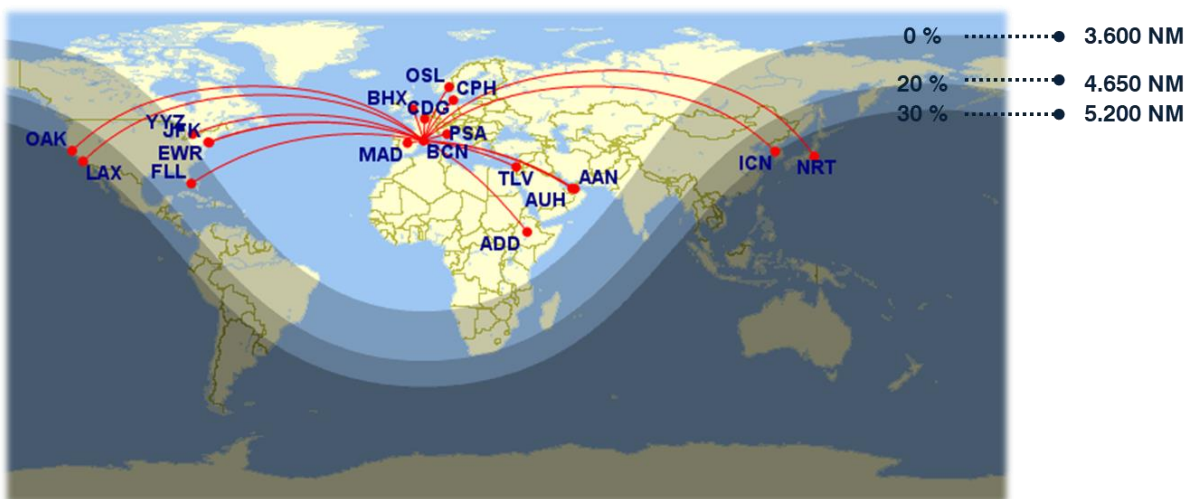 0 % 3.600 NM
20 % 4.650 NM
30 % 5.200 NM
OSL
CPH
BHX
CDG
YYZ
JFK
OAK
PSA
EWR
MAD
BCN
LAX
FLL
ICN
NRT
TLV
AAN
AUH
ADD